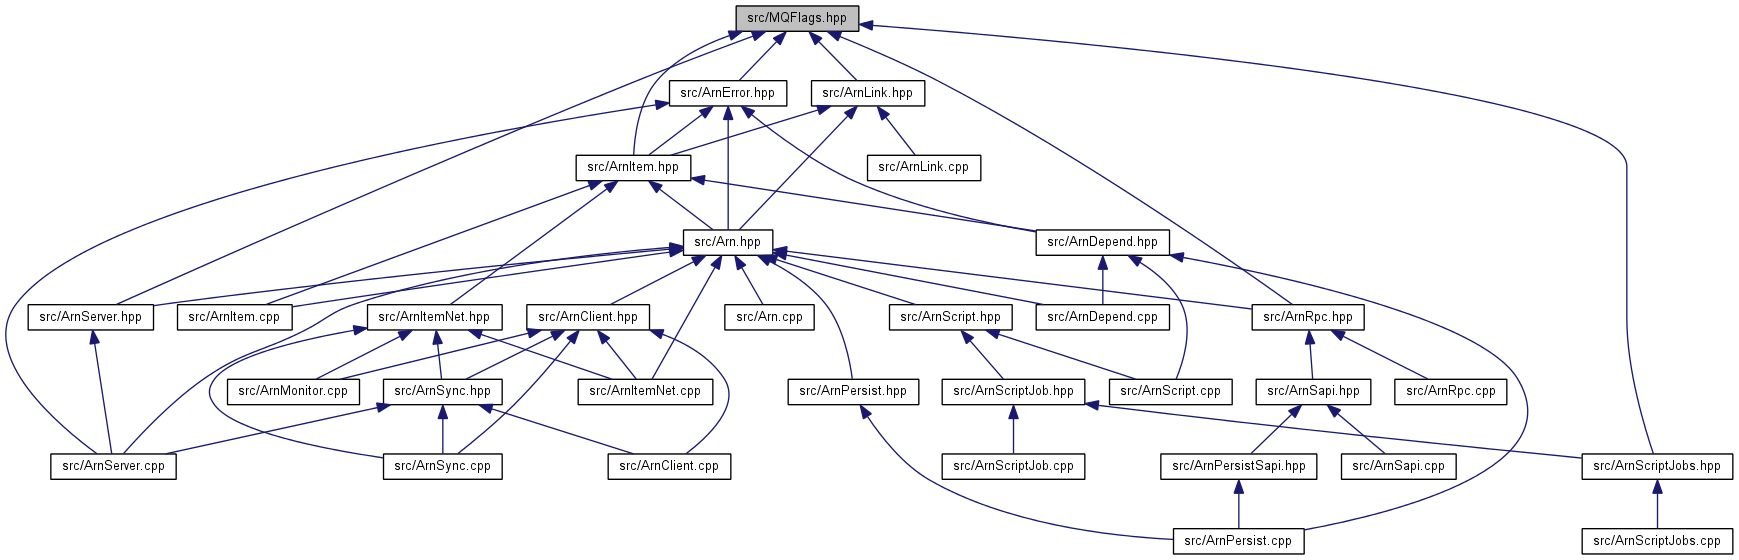 src/MQFlags.hpp
src/ArnError.hpp
src/ArnLink.hpp
src/ArnItem.hpp
src/ArnLink.cpp
src/Arn.hpp
src/ArnDepend.hpp
src/ArnServer.hpp
src/ArnItem.cpp
src/ArnItemNet.hpp
src/ArnClient.hpp
src/Arn.cpp
src/ArnScript.hpp
src/ArnDepend.cpp
src/ArnRpc.hpp
src/ArnMonitor.cpp
src/ArnSync.hpp
src/ArnItemNet.cpp
src/ArnPersist.hpp
src/ArnScriptJob.hpp
src/ArnScript.cpp
src/ArnSapi.hpp
src/ArnRpc.cpp
src/ArnServer.cpp
src/ArnSync.cpp
src/ArnClient.cpp
src/ArnScriptJob.cpp
src/ArnPersistSapi.hpp
src/ArnSapi.cpp
src/ArnScriptJobs.hpp
src/ArnPersist.cpp
src/ArnScriptJobs.cpp